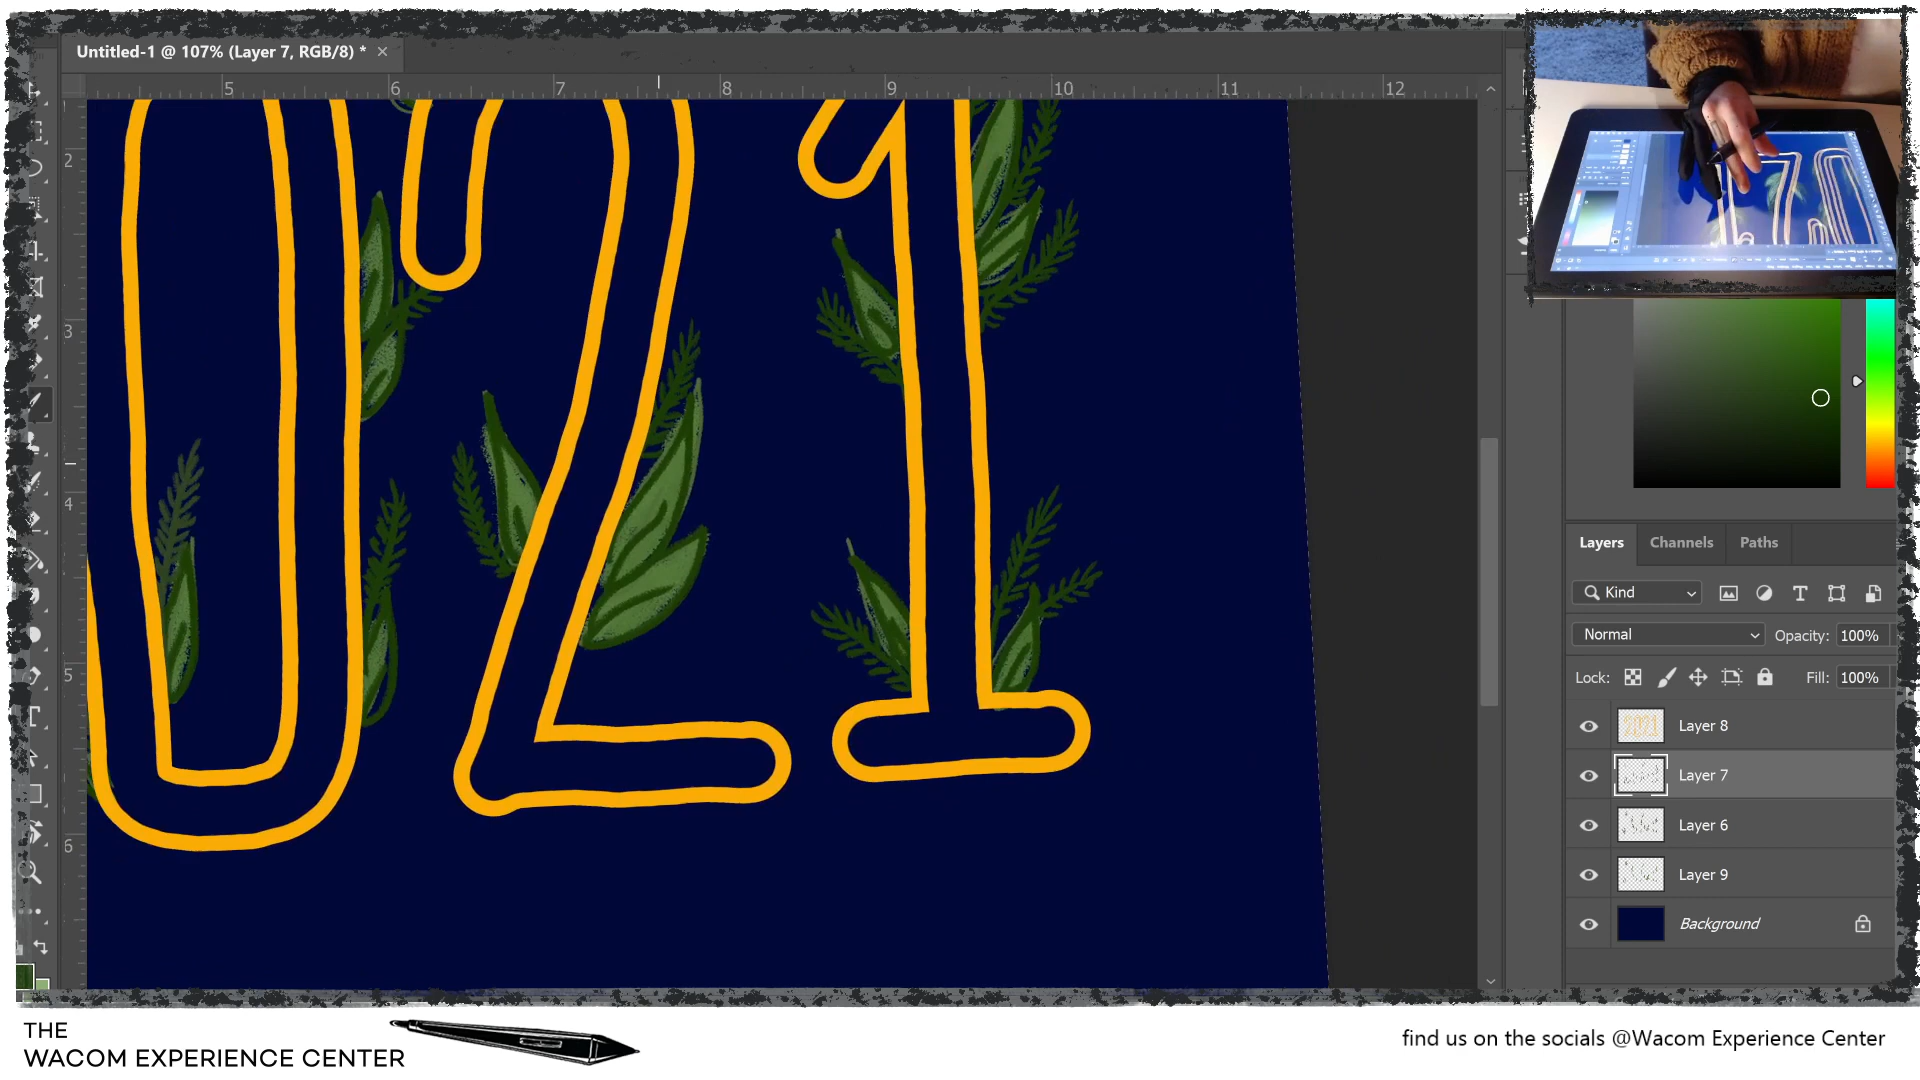 Untitled-1 @ 107% (Layer 7, RGB/8) * ×
5 6 7 8 9 10 11 12
2
3
4
5
6
021
Layers Channels Paths
Kind
Normal Opacity: 100%
Lock: Fill: 100%
Layer 8
Layer 7
Layer 6
Layer 9
Background
THE
WACOM EXPERIENCE CENTER
find us on the socials @Wacom Experience Center